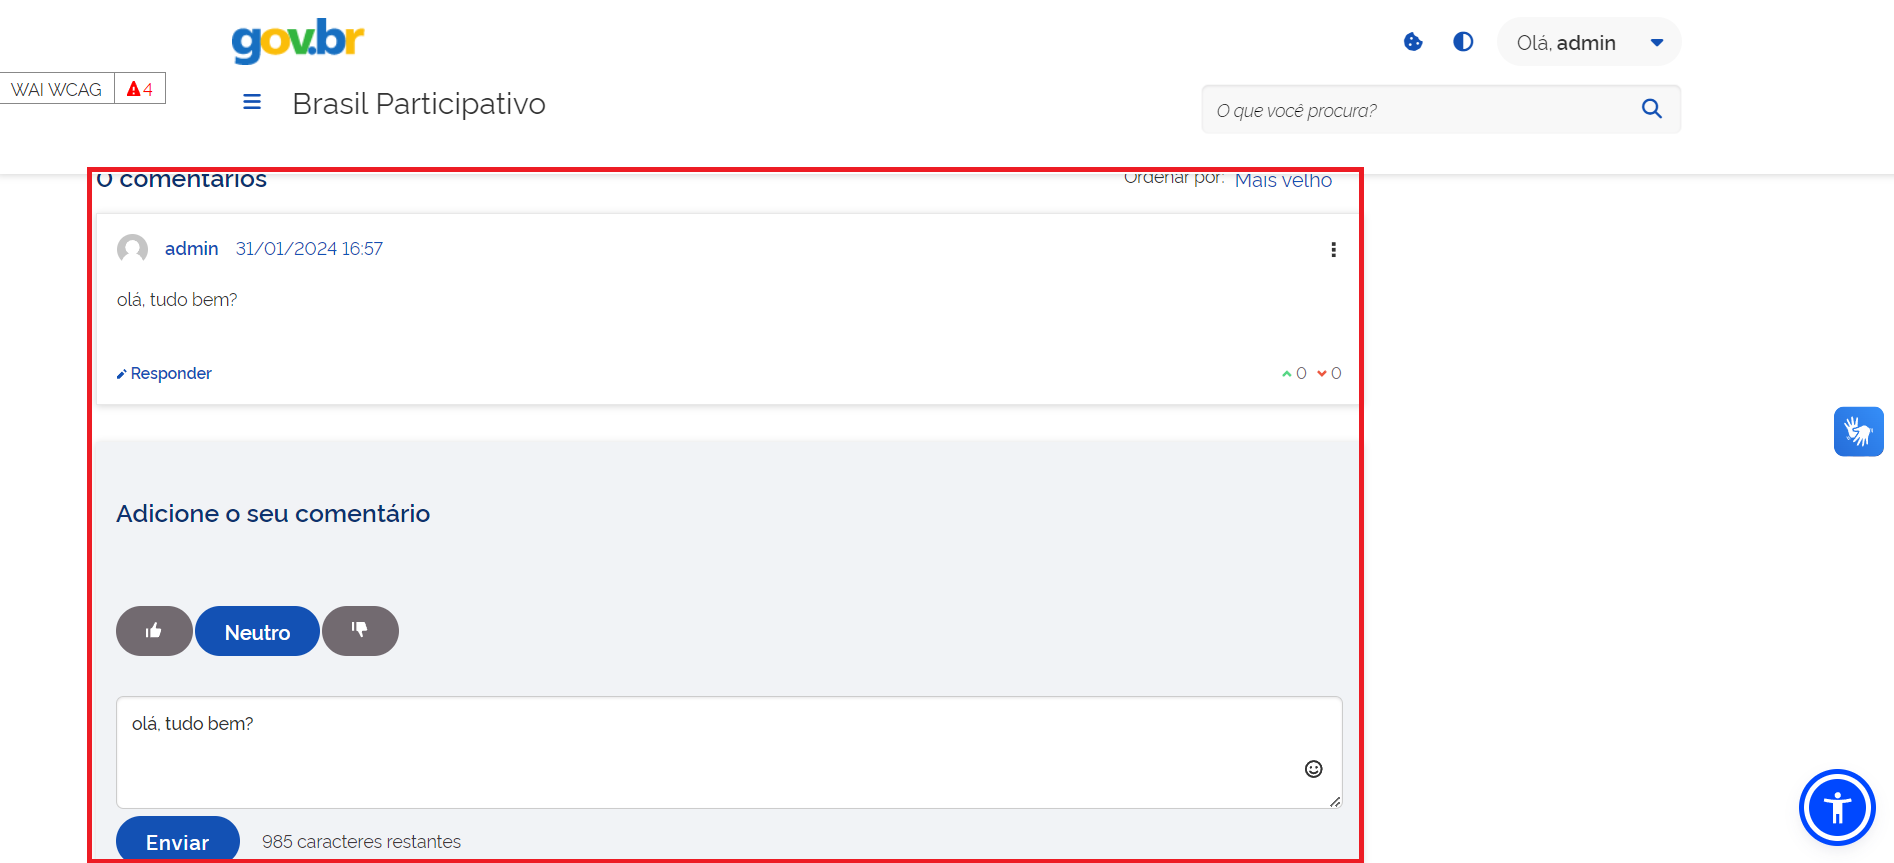 gov.br
Olá, admin
WAI WCAG 4
Brasil Participativo
O que você procura?
0 comentários
Ordenar por: Mais velho
admin 31/01/2024 16:57
olá, tudo bem?
Responder
0 0
Adicione o seu comentário
Neutro
olá, tudo bem?
Enviar 985 caracteres restantes